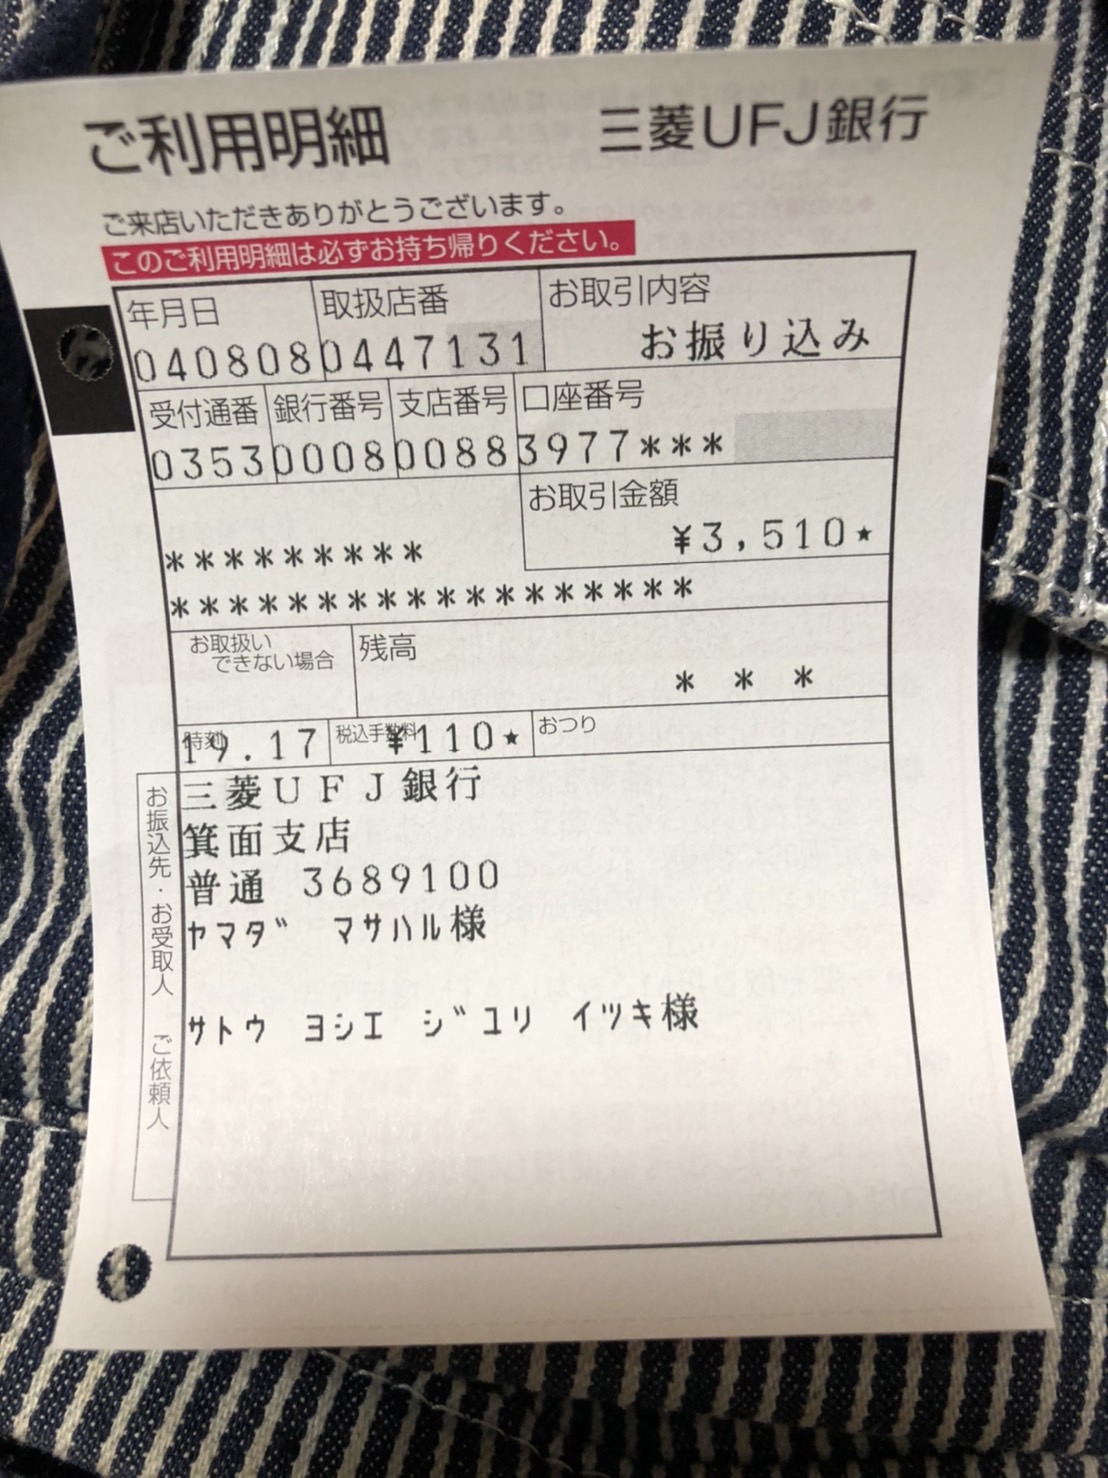 ご利用明細 三菱UFJ銀行
ご来店いただきありがとうございます。
このご利用明細は必ずお持ち帰りください。
年月日 取扱店番 お取引内容
040808 0447131 お振り込み
受付通番 銀行番号 支店番号 口座番号
0353 0008 0088 3977***
お取引金額
¥3,510★
*********
******************
お取扱いできない場合 残高
* * *
時刻 税込手数料 おつり
19.17 ¥110★
お振込先・お受取人 ご依頼人
三菱UFJ銀行
箕面支店
普通 3689100
ヤマダ マサハル様
サトウ ヨシエ ジユリ イツキ様